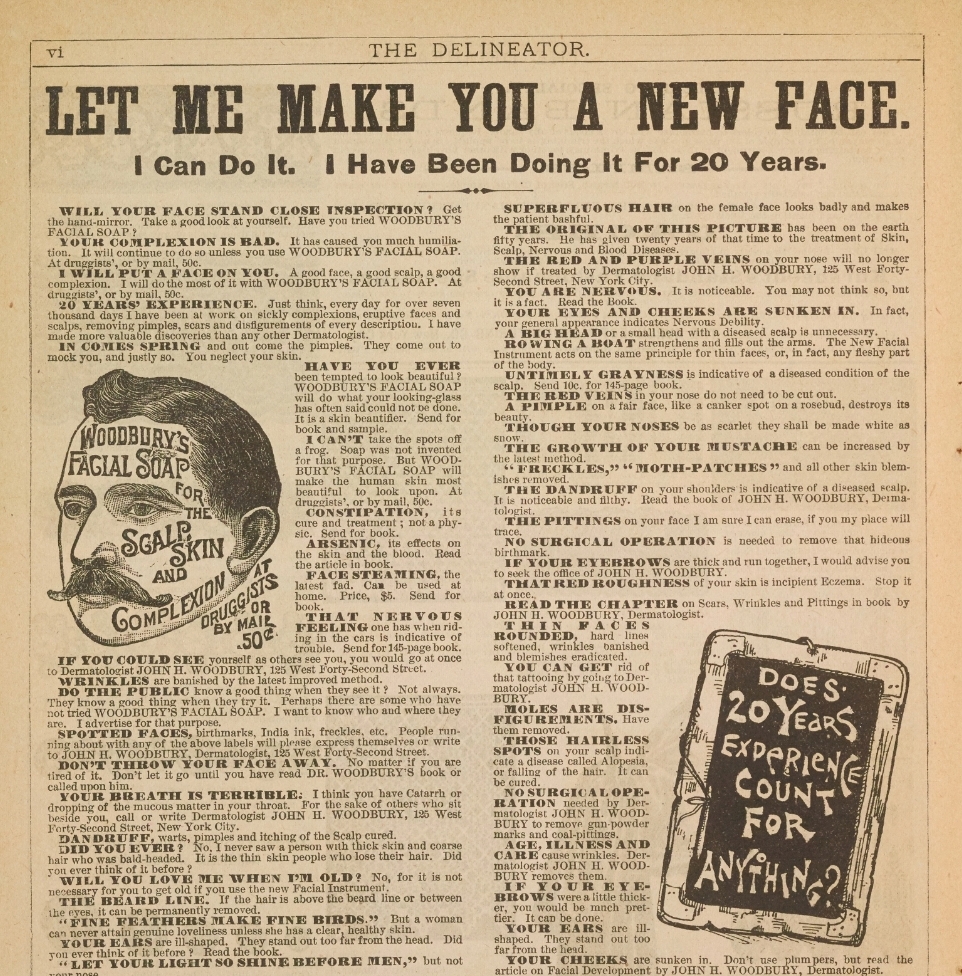 vi
THE DELINEATOR.
LET ME MAKE YOU A NEW FACE.
I Can Do It. I Have Been Doing It For 20 Years.
WILL YOUR FACE STAND CLOSE INSPECTION? Get
the hand-mirror. Take a good look at yourself. Have you tried WOODBURY'S
FACIAL SOAP?
YOUR COMPLEXION IS BAD. It has caused you much humilia-
tion. It will continue to do so unless you use WOODBURY'S FACIAL SOAP.
At druggists', or by mail, 50c.
I WILL PUT A FACE ON YOU. A good face, a good scalp, a good
complexion. I will do the most of it with WOODBURY'S FACIAL SOAP. At
druggists', or by mail, 50c.
20 YEARS' EXPERIENCE. Just think, every day for over seven
thousand days I have been at work on sickly complexions, eruptive faces and
scalps, removing pimples, scars and disfigurements of every description. I have
made more valuable discoveries than any other Dermatologist.
IN COMES SPRING and out come the pimples. They come out to
mock you, and justly so. You neglect your skin.
HAVE YOU EVER
been tempted to look beautiful?
WOODBURY'S FACIAL SOAP
will do what your looking-glass
has often said could not be done.
It is a skin beautifier. Send for
book and sample.
I CAN'T take the spots off
a frog. Soap was not invented
for that purpose. But WOOD-
BURY'S FACIAL SOAP will
make the human skin most
beautiful to look upon. At
druggists', or by mail, 50c.
CONSTIPATION, its
cure and treatment; not a phy-
sic. Send for book.
ARSENIC, its effects on
the skin and the blood. Read
the article in book.
FACE STEAMING, the
latest fad. Can be used at
home. Price, $5. Send for
book.
THAT NERVOUS
FEELING one has when rid-
ing in the cars is indicative of
trouble. Send for 145-page book.
WOODBURY'S
FACIAL SOAP
FOR
THE
SCALP,
SKIN
AND
COMPLEXION
AT
DRUGGISTS
OR
BY MAIL
50¢.
IF YOU COULD SEE yourself as others see you, you would go at once
to Dermatologist JOHN H. WOODBURY, 125 West Forty-Second Street.
WRINKLES are banished by the latest improved method.
DO THE PUBLIC know a good thing when they see it? Not always.
They know a good thing when they try it. Perhaps there are some who have
not tried WOODBURY'S FACIAL SOAP. I want to know who and where they
are. I advertise for that purpose.
SPOTTED FACES, birthmarks, India ink, freckles, etc. People run-
ning about with any of the above labels will please express themselves or write
to JOHN H. WOODBURY, Dermatologist, 125 West Forty-Second Street.
DON'T THROW YOUR FACE AWAY. No matter if you are
tired of it. Don't let it go until you have read DR. WOODBURY'S book or
called upon him.
YOUR BREATH IS TERRIBLE: I think you have Catarrh or
dropping of the mucous matter in your throat. For the sake of others who sit
beside you, call or write Dermatologist JOHN H. WOODBURY, 125 West
Forty-Second Street, New York City.
DANDRUFF, warts, pimples and itching of the Scalp cured.
DID YOU EVER? No, I never saw a person with thick skin and coarse
hair who was bald-headed. It is the thin skin people who lose their hair. Did
you ever think of it before?
WILL YOU LOVE ME WHEN I'M OLD? No, for it is not
necessary for you to get old if you use the new Facial Instrument.
THE BEARD LINE. If the hair is above the beard line or between
the eyes, it can be permanently removed.
"FINE FEATHERS MAKE FINE BIRDS." But a woman
can never attain genuine loveliness unless she has a clear, healthy skin.
YOUR EARS are ill-shaped. They stand out too far from the head. Did
you ever think of it before? Read the book.
"LET YOUR LIGHT SO SHINE BEFORE MEN," but not
your nose.
SUPERFLUOUS HAIR on the female face looks badly and makes
the patient bashful.
THE ORIGINAL OF THIS PICTURE has been on the earth
fifty years. He has given twenty years of that time to the treatment of Skin,
Scalp, Nervous and Blood Diseases.
THE RED AND PURPLE VEINS on your nose will no longer
show if treated by Dermatologist JOHN H. WOODBURY, 125 West Forty-
Second Street, New York City.
YOU ARE NERVOUS. It is noticeable. You may not think so, but
it is a fact. Read the Book.
YOUR EYES AND CHEEKS ARE SUNKEN IN. In fact,
your general appearance indicates Nervous Debility.
A BIG HEAD or a small head with a diseased scalp is unnecessary.
ROWING A BOAT strengthens and fills out the arms. The New Facial
Instrument acts on the same principle for thin faces, or, in fact, any fleshy part
of the body.
UNTIMELY GRAYNESS is indicative of a diseased condition of the
scalp. Send 10c. for 145-page book.
THE RED VEINS in your nose do not need to be cut out.
A PIMPLE on a fair face, like a canker spot on a rosebud, destroys its
beauty.
THOUGH YOUR NOSES be as scarlet they shall be made white as
snow.
THE GROWTH OF YOUR MUSTACHE can be increased by
the latest method.
"FRECKLES," "MOTH-PATCHES" and all other skin blem-
ishes removed.
THE DANDRUFF on your shoulders is indicative of a diseased scalp.
It is noticeable and filthy. Read the book of JOHN H. WOODBURY, Derma-
tologist.
THE PITTINGS on your face I am sure I can erase, if you my place will
trace.
NO SURGICAL OPERATION is needed to remove that hideous
birthmark.
IF YOUR EYEBROWS are thick and run together, I would advise you
to seek the office of JOHN H. WOODBURY.
THAT RED ROUGHNESS of your skin is incipient Eczema. Stop it
at once.
READ THE CHAPTER on Scars, Wrinkles and Pittings in book by
JOHN H. WOODBURY, Dermatologist.
THIN FACES
ROUNDED, hard lines
softened, wrinkles banished
and blemishes eradicated.
YOU CAN GET rid of
that tattooing by going to Der-
matologist JOHN H. WOOD-
BURY.
MOLES ARE DIS-
FIGUREMENTS. Have
them removed.
THOSE HAIRLESS
SPOTS on your scalp indi-
cate a disease called Alopesia,
or falling of the hair. It can
be cured.
NO SURGICAL OPE-
RATION needed by Der-
matologist JOHN H. WOOD-
BURY to remove gun-powder
marks and coal-pittings.
AGE, ILLNESS AND
CARE cause wrinkles. Der-
matologist JOHN H. WOOD-
BURY removes them.
IF YOUR EYE-
BROWS were a little thick-
er, you would be much pret-
tier. It can be done.
YOUR EARS are ill-
shaped. They stand out too
far from the head.
DOES
20 YEARS
EXPERIENCE
COUNT
FOR
ANYTHING?
YOUR CHEEKS are sunken in. Don't use plumpers, but read the
article on Facial Development by JOHN H. WOODBURY, Dermatologist.